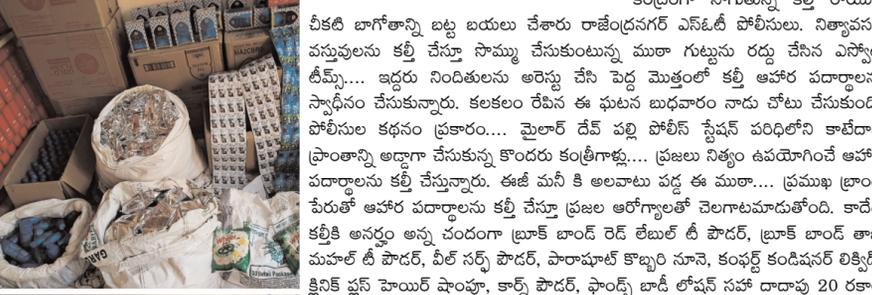 చీకటి బాగోతాన్ని బట్ట బయలు చేశారు రాజేంద్రనగర్ ఎస్ఓటీ పోలీసులు. నిత్యావస
వస్తువులను కల్తీ చేస్తూ సొమ్ము చేసుకుంటున్న ముఠా గుట్టును రద్దు చేసిన ఎస్వో
టీమ్స్.... ఇద్దరు నిందితులను అరెస్టు చేసి పెద్ద మొత్తంలో కల్తీ ఆహార పదార్థాలన
స్వాధీనం చేసుకున్నారు. కలకలం రేపిన ఈ ఘటన బుధవారం నాడు చోటు చేసుకుంది
పోలీసుల కథనం ప్రకారం.... మైలార్ దేవ్ పల్లి పోలీస్ స్టేషన్ పరిధిలోని కాటేదా
ప్రాంతాన్ని అడ్డాగా చేసుకున్న కొందరు కంత్రీగాళ్లు.... ప్రజలు నిత్యం ఉపయోగించే ఆహా
పదార్థాలను కల్తీ చేస్తున్నారు. ఈజీ మనీ కి అలవాటు పడ్డ ఈ ముఠా.... ప్రముఖ బ్రాం
పేరుతో ఆహార పదార్థాలను కల్తీ చేస్తూ ప్రజల ఆరోగ్యాలతో చెలగాటమాడుతోంది. కాదే
కల్తీకి అనర్హం అన్న చందంగా బ్రూక్ బాండ్ రెడ్ లేబుల్ టీ పౌడర్, బ్రూక్ బాండ్ తా
మహల్ టీ పౌడర్, వీల్ సర్ఫ్ పౌడర్, పారాషూట్ కొబ్బరి నూనె, కంఫర్ట్ కండిషనర్ లిక్విడ్
క్లినిక్ ప్లస్ హెయిర్ షాంపూ, కార్న్ పౌడర్, ఫాండ్స్ బాడీ లోషన్ సహా దాదాపు 20 రకా